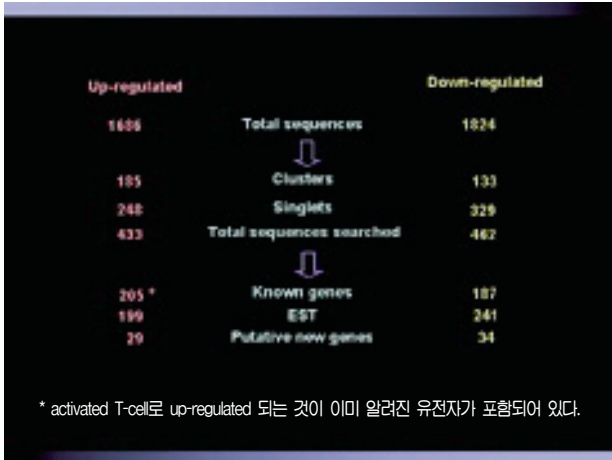 Up-regulated Down-regulated
1686 Total sequences 1824
Clusters
185 133
Singlets
248 329
433 Total sequences searched 462
205 * Known genes 187
199 EST 241
29 Putative new genes 34
* activated T-cell로 up-regulated 되는 것이 이미 알려진 유전자가 포함되어 있다.